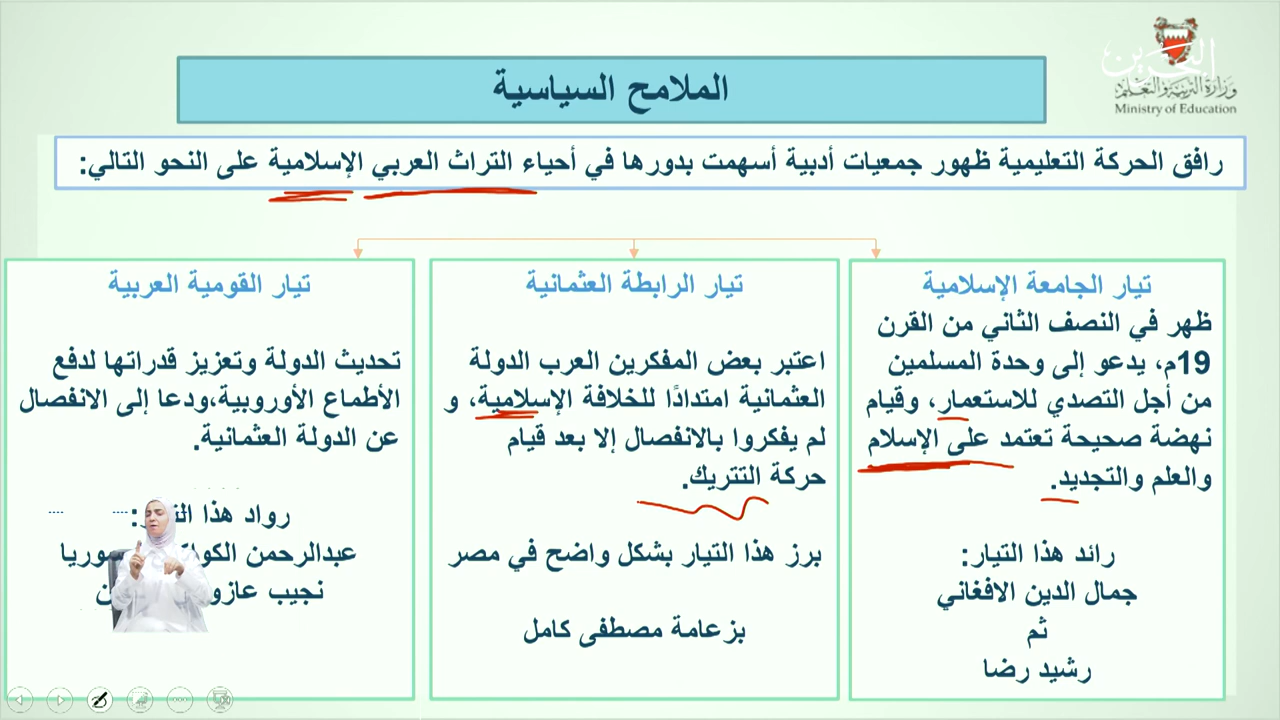 البحرين
وزارة التربية والتعليم
Ministry of Education
الملامح السياسية
رافق الحركة التعليمية ظهور جمعيات أدبية أسهمت بدورها في أحياء التراث العربي الإسلامية على النحو التالي:
تيار الجامعة الإسلامية
ظهر في النصف الثاني من القرن
19م، يدعو إلى وحدة المسلمين
من أجل التصدي للاستعمار، وقيام
نهضة صحيحة تعتمد على الإسلام
والعلم والتجديد.
رائد هذا التيار:
جمال الدين الافغاني
ثم
رشيد رضا
تيار الرابطة العثمانية
اعتبر بعض المفكرين العرب الدولة
العثمانية امتدادًا للخلافة الإسلامية، و
لم يفكروا بالانفصال إلا بعد قيام
حركة التتريك.
برز هذا التيار بشكل واضح في مصر
بزعامة مصطفى كامل
تيار القومية العربية
تحديث الدولة وتعزيز قدراتها لدفع
الأطماع الأوروبية،ودعا إلى الانفصال
عن الدولة العثمانية.
رواد هذا
عبدالرحمن
نجيب